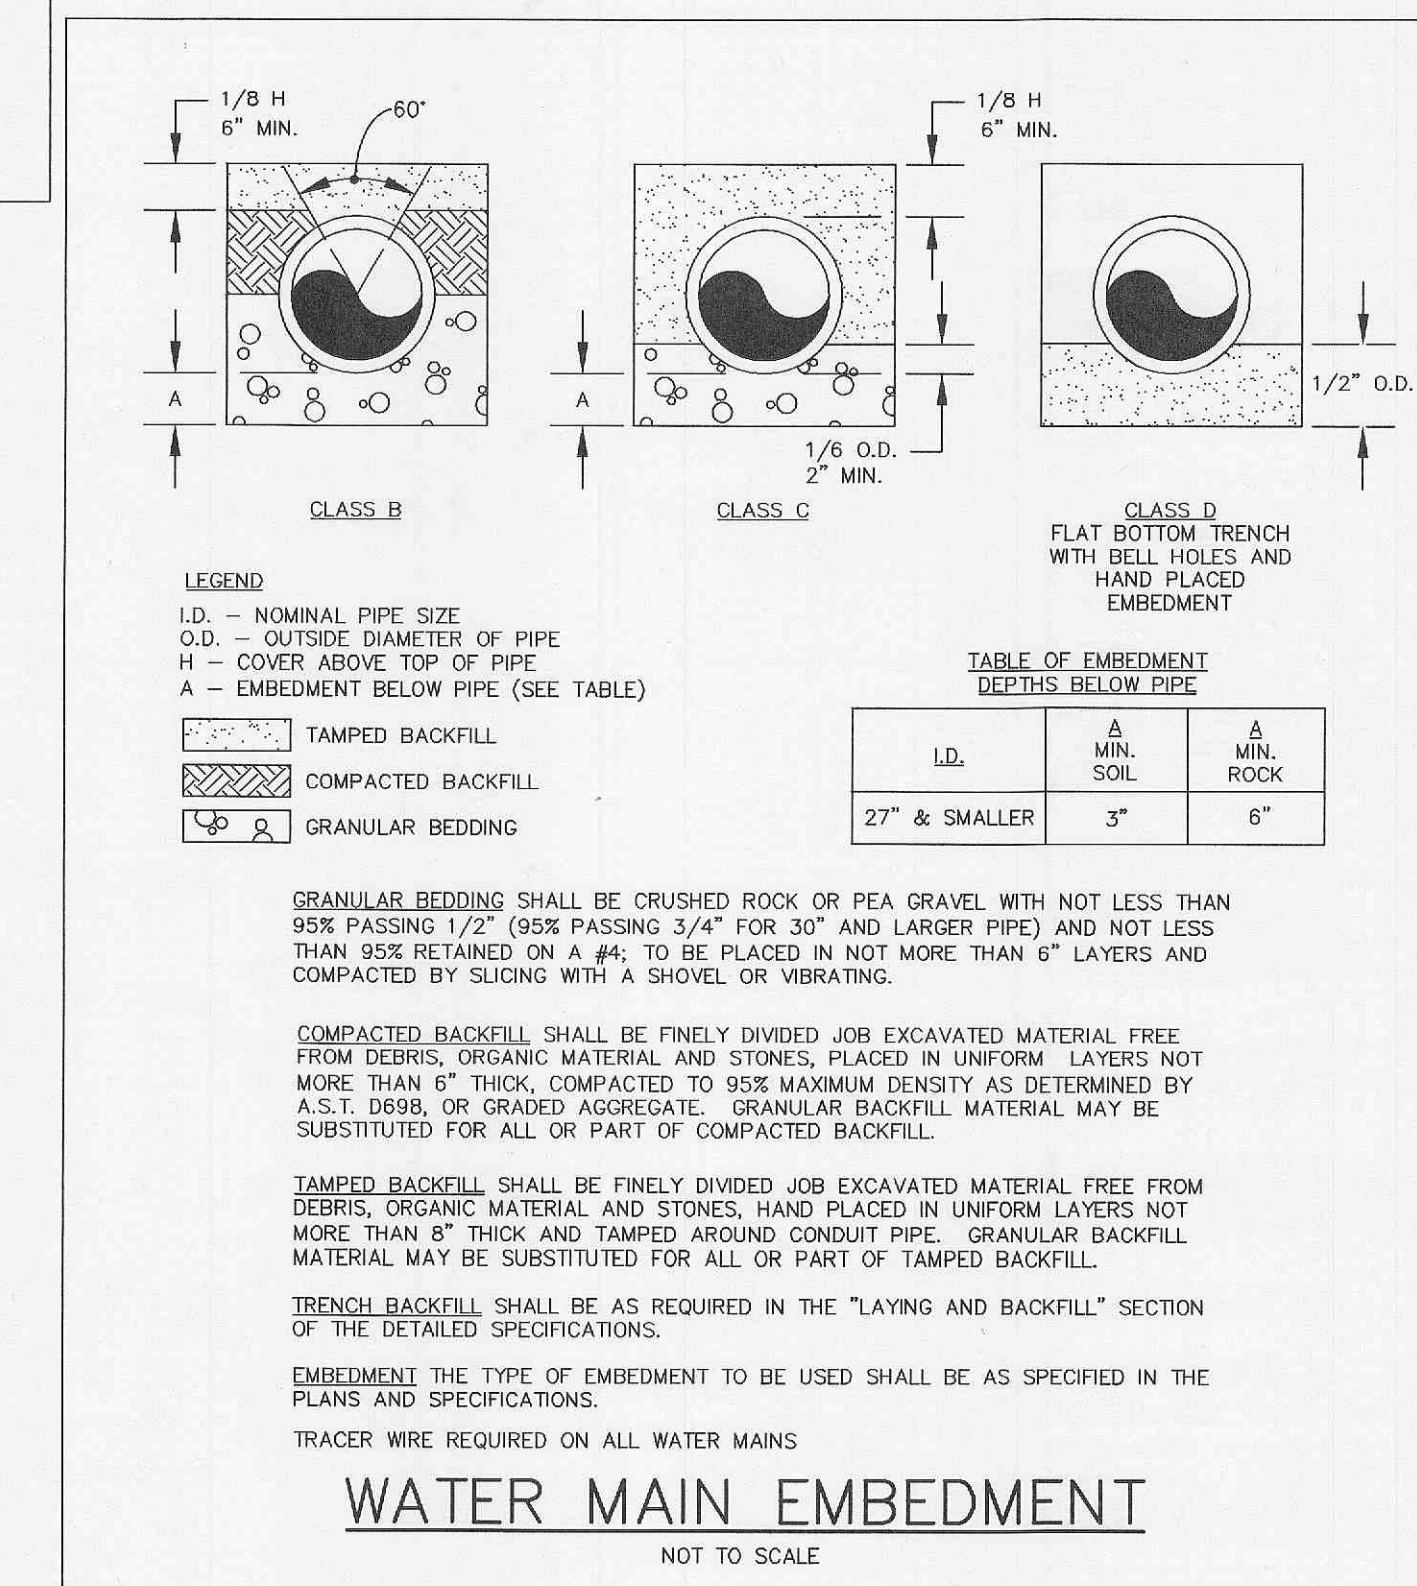 1/8 H
6" MIN.
60°
A
CLASS B
1/8 H
6" MIN.
A
1/6 O.D.
2" MIN.
CLASS C
1/2" O.D.
CLASS D
FLAT BOTTOM TRENCH
WITH BELL HOLES AND
HAND PLACED
EMBEDMENT
LEGEND
I.D. – NOMINAL PIPE SIZE
O.D. – OUTSIDE DIAMETER OF PIPE
H – COVER ABOVE TOP OF PIPE
A – EMBEDMENT BELOW PIPE (SEE TABLE)
TAMPED BACKFILL
COMPACTED BACKFILL
GRANULAR BEDDING
TABLE OF EMBEDMENT
DEPTHS BELOW PIPE
I.D.
A
MIN.
SOIL
A
MIN.
ROCK
27" & SMALLER
3"
6"
GRANULAR BEDDING SHALL BE CRUSHED ROCK OR PEA GRAVEL WITH NOT LESS THAN
95% PASSING 1/2" (95% PASSING 3/4" FOR 30" AND LARGER PIPE) AND NOT LESS
THAN 95% RETAINED ON A #4; TO BE PLACED IN NOT MORE THAN 6" LAYERS AND
COMPACTED BY SLICING WITH A SHOVEL OR VIBRATING.
COMPACTED BACKFILL SHALL BE FINELY DIVIDED JOB EXCAVATED MATERIAL FREE
FROM DEBRIS, ORGANIC MATERIAL AND STONES, PLACED IN UNIFORM LAYERS NOT
MORE THAN 6" THICK, COMPACTED TO 95% MAXIMUM DENSITY AS DETERMINED BY
A.S.T. D698, OR GRADED AGGREGATE. GRANULAR BACKFILL MATERIAL MAY BE
SUBSTITUTED FOR ALL OR PART OF COMPACTED BACKFILL.
TAMPED BACKFILL SHALL BE FINELY DIVIDED JOB EXCAVATED MATERIAL FREE FROM
DEBRIS, ORGANIC MATERIAL AND STONES, HAND PLACED IN UNIFORM LAYERS NOT
MORE THAN 8" THICK AND TAMPED AROUND CONDUIT PIPE. GRANULAR BACKFILL
MATERIAL MAY BE SUBSTITUTED FOR ALL OR PART OF TAMPED BACKFILL.
TRENCH BACKFILL SHALL BE AS REQUIRED IN THE "LAYING AND BACKFILL" SECTION
OF THE DETAILED SPECIFICATIONS.
EMBEDMENT THE TYPE OF EMBEDMENT TO BE USED SHALL BE AS SPECIFIED IN THE
PLANS AND SPECIFICATIONS.
TRACER WIRE REQUIRED ON ALL WATER MAINS
WATER MAIN EMBEDMENT
NOT TO SCALE